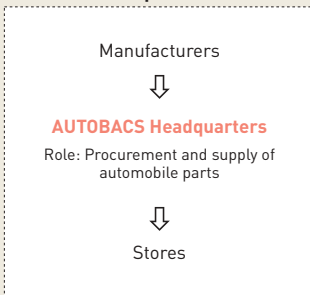 Manufacturers
AUTOBACS Headquarters
Role: Procurement and supply of
automobile parts
Stores